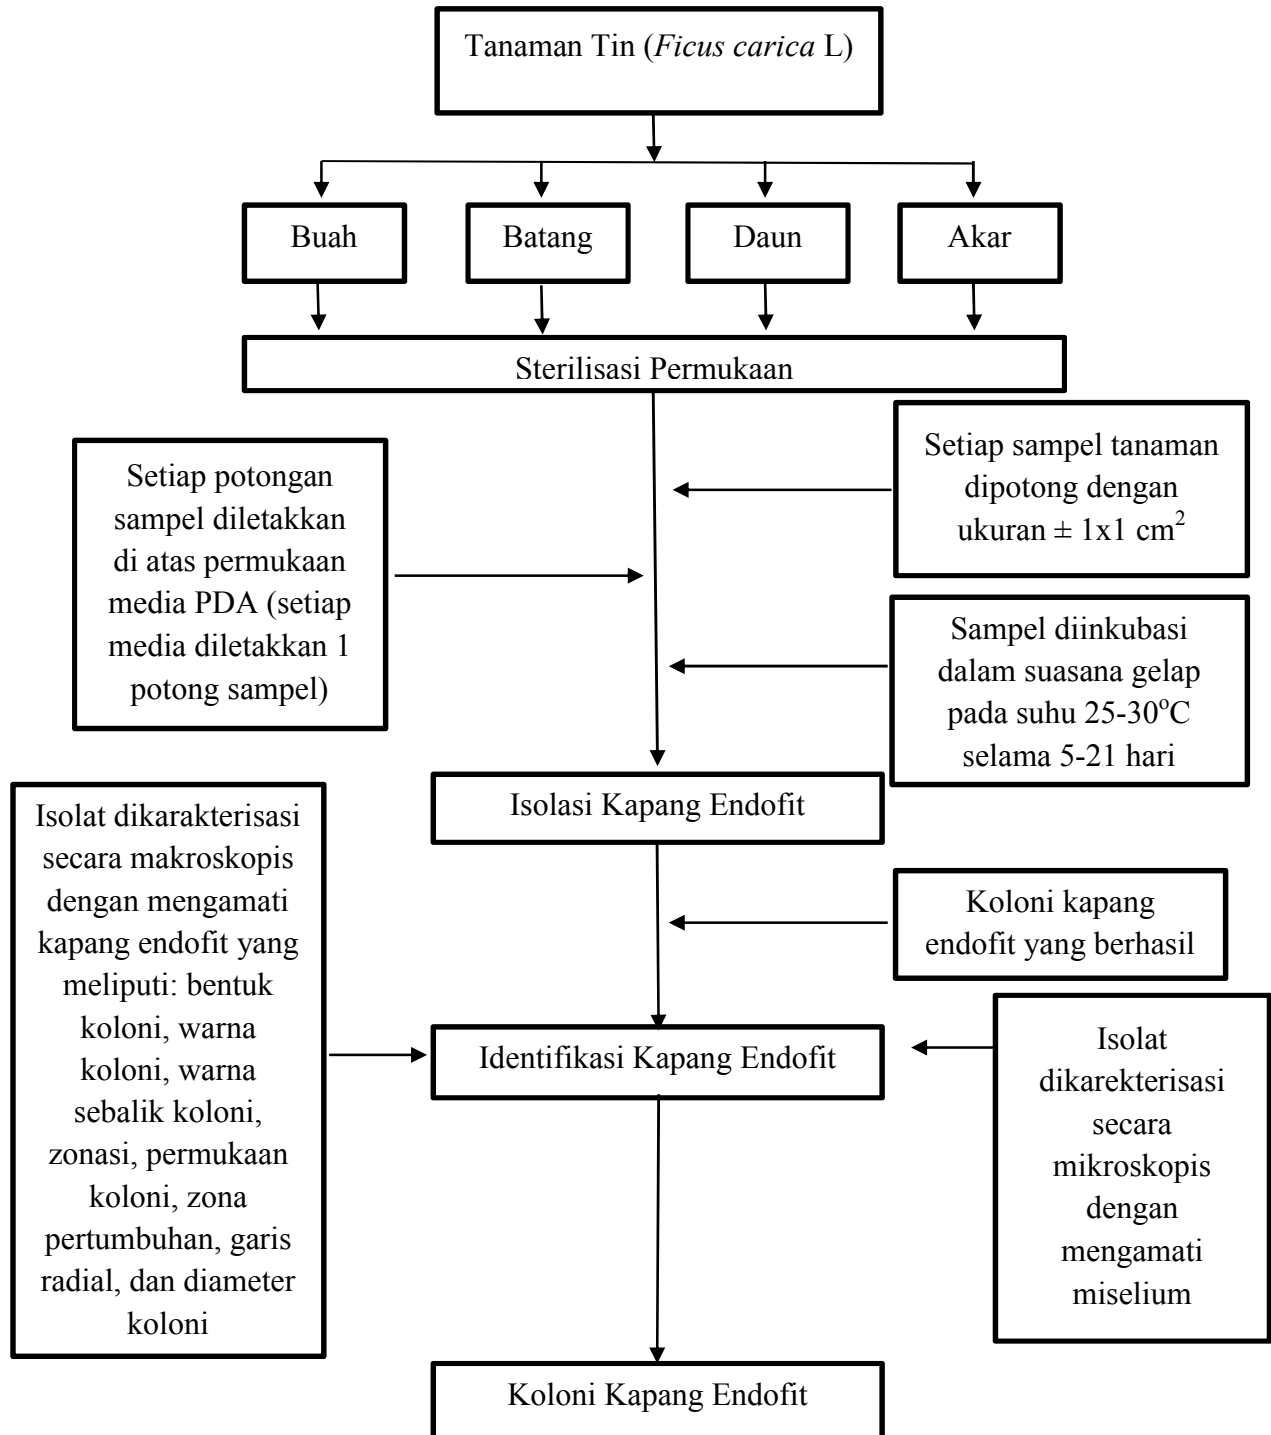 Tanaman Tin (Ficus carica L)
Buah
Batang
Daun
Akar
Sterilisasi Permukaan
Setiap sampel tanaman
dipotong dengan
ukuran ± 1x1 cm²
Setiap potongan
sampel diletakkan
di atas permukaan
media PDA (setiap
media diletakkan 1
potong sampel)
Sampel diinkubasi
dalam suasana gelap
pada suhu 25-30°C
selama 5-21 hari
Isolasi Kapang Endofit
Koloni kapang
endofit yang berhasil
Isolat dikarakterisasi
secara makroskopis
dengan mengamati
kapang endofit yang
meliputi: bentuk
koloni, warna
koloni, warna
sebalik koloni,
zonasi, permukaan
koloni, zona
pertumbuhan, garis
radial, dan diameter
koloni
Identifikasi Kapang Endofit
Isolat
dikarekterisasi
secara
mikroskopis
dengan
mengamati
miselium
Koloni Kapang Endofit